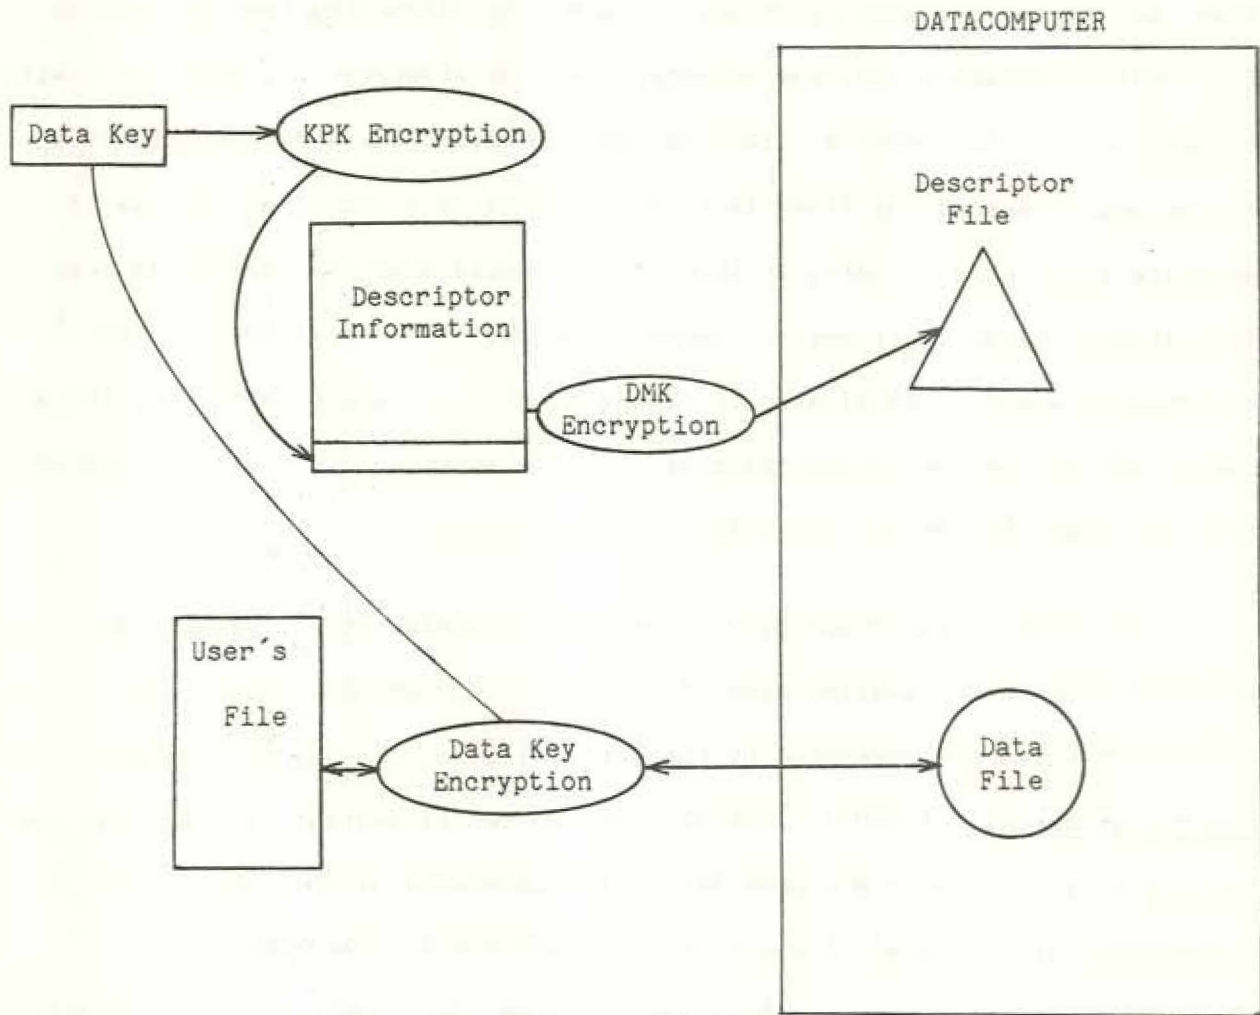 DATACOMPUTER
Data Key
KPK Encryption
Descriptor
File
Descriptor
Information
DMK
Encryption
User´s
File
Data Key
Encryption
Data
File